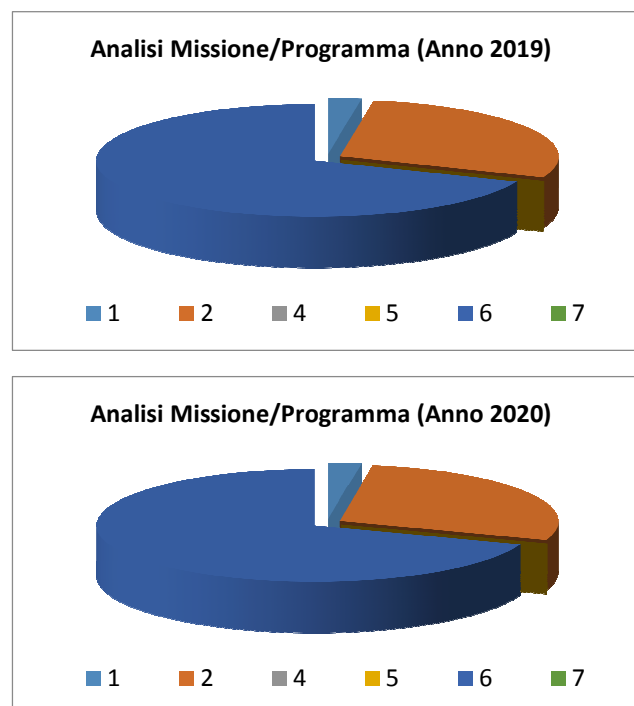 Analisi Missione/Programma (Anno 2019)
1 2 4 5 6 7
Analisi Missione/Programma (Anno 2020)
1 2 4 5 6 7